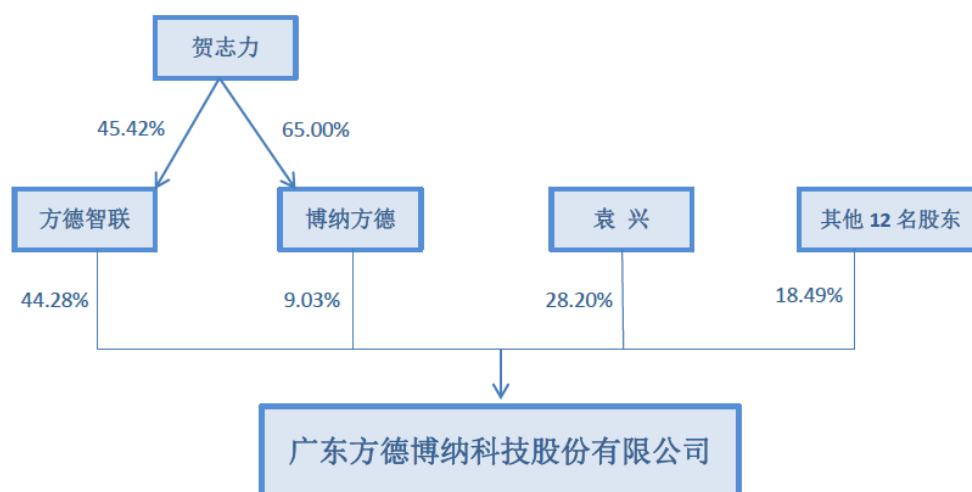 贺志力
45.42%
65.00%
方德智联
博纳方德
袁 兴
其他 12 名股东
44.28%
9.03%
28.20%
18.49%
广东方德博纳科技股份有限公司